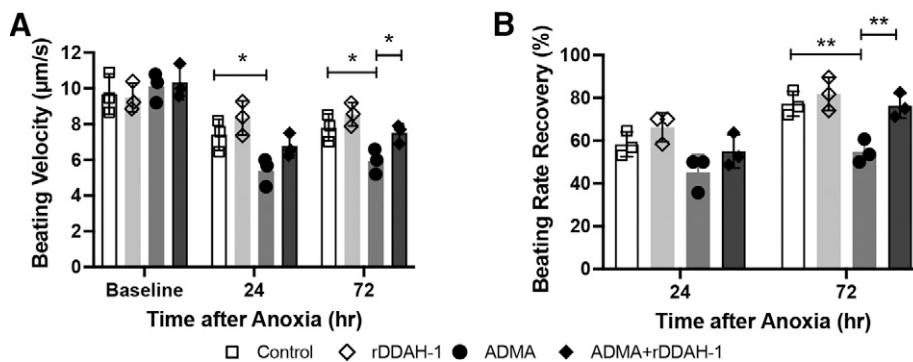 A
B
Beating Velocity (µm/s)
12
10
8
6
4
2
0
*
*
*
Baseline
24
72
Time after Anoxia (hr)
Beating Rate Recovery (%)
100
80
60
40
20
0
**
**
24
72
Time after Anoxia (hr)
Control
rDDAH-1
ADMA
ADMA+rDDAH-1